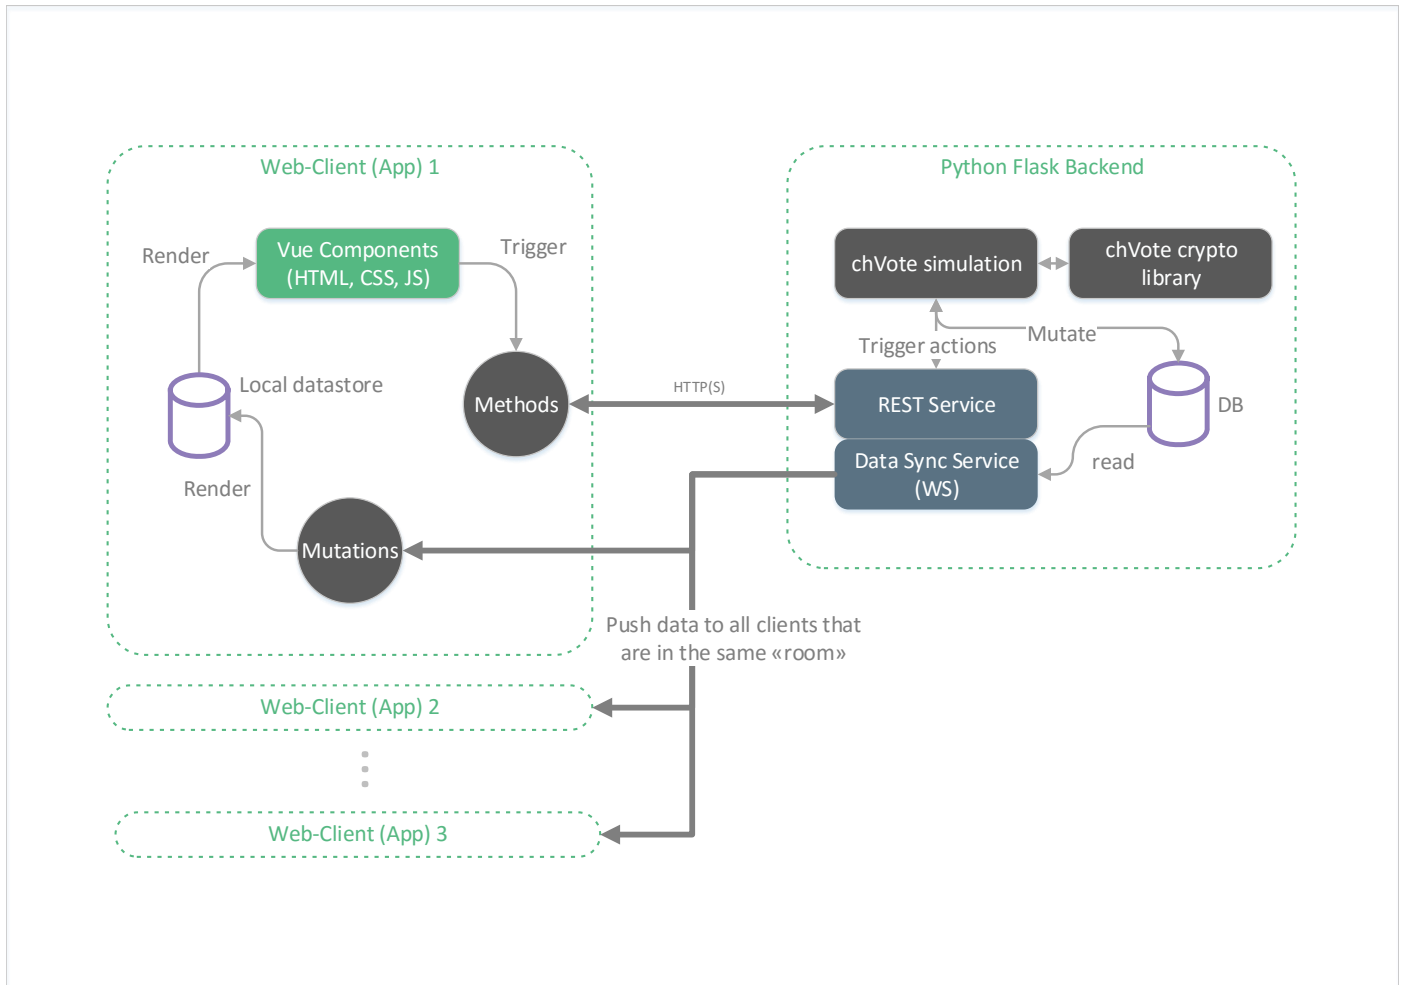 Web-Client (App) 1
Render
Vue Components
(HTML, CSS, JS)
Trigger
Local datastore
Methods
Render
Mutations
HTTP(S)
Python Flask Backend
chVote simulation
chVote crypto
library
Trigger actions
Mutate
REST Service
DB
Data Sync Service
(WS)
read
Push data to all clients that
are in the same «room»
Web-Client (App) 2
Web-Client (App) 3